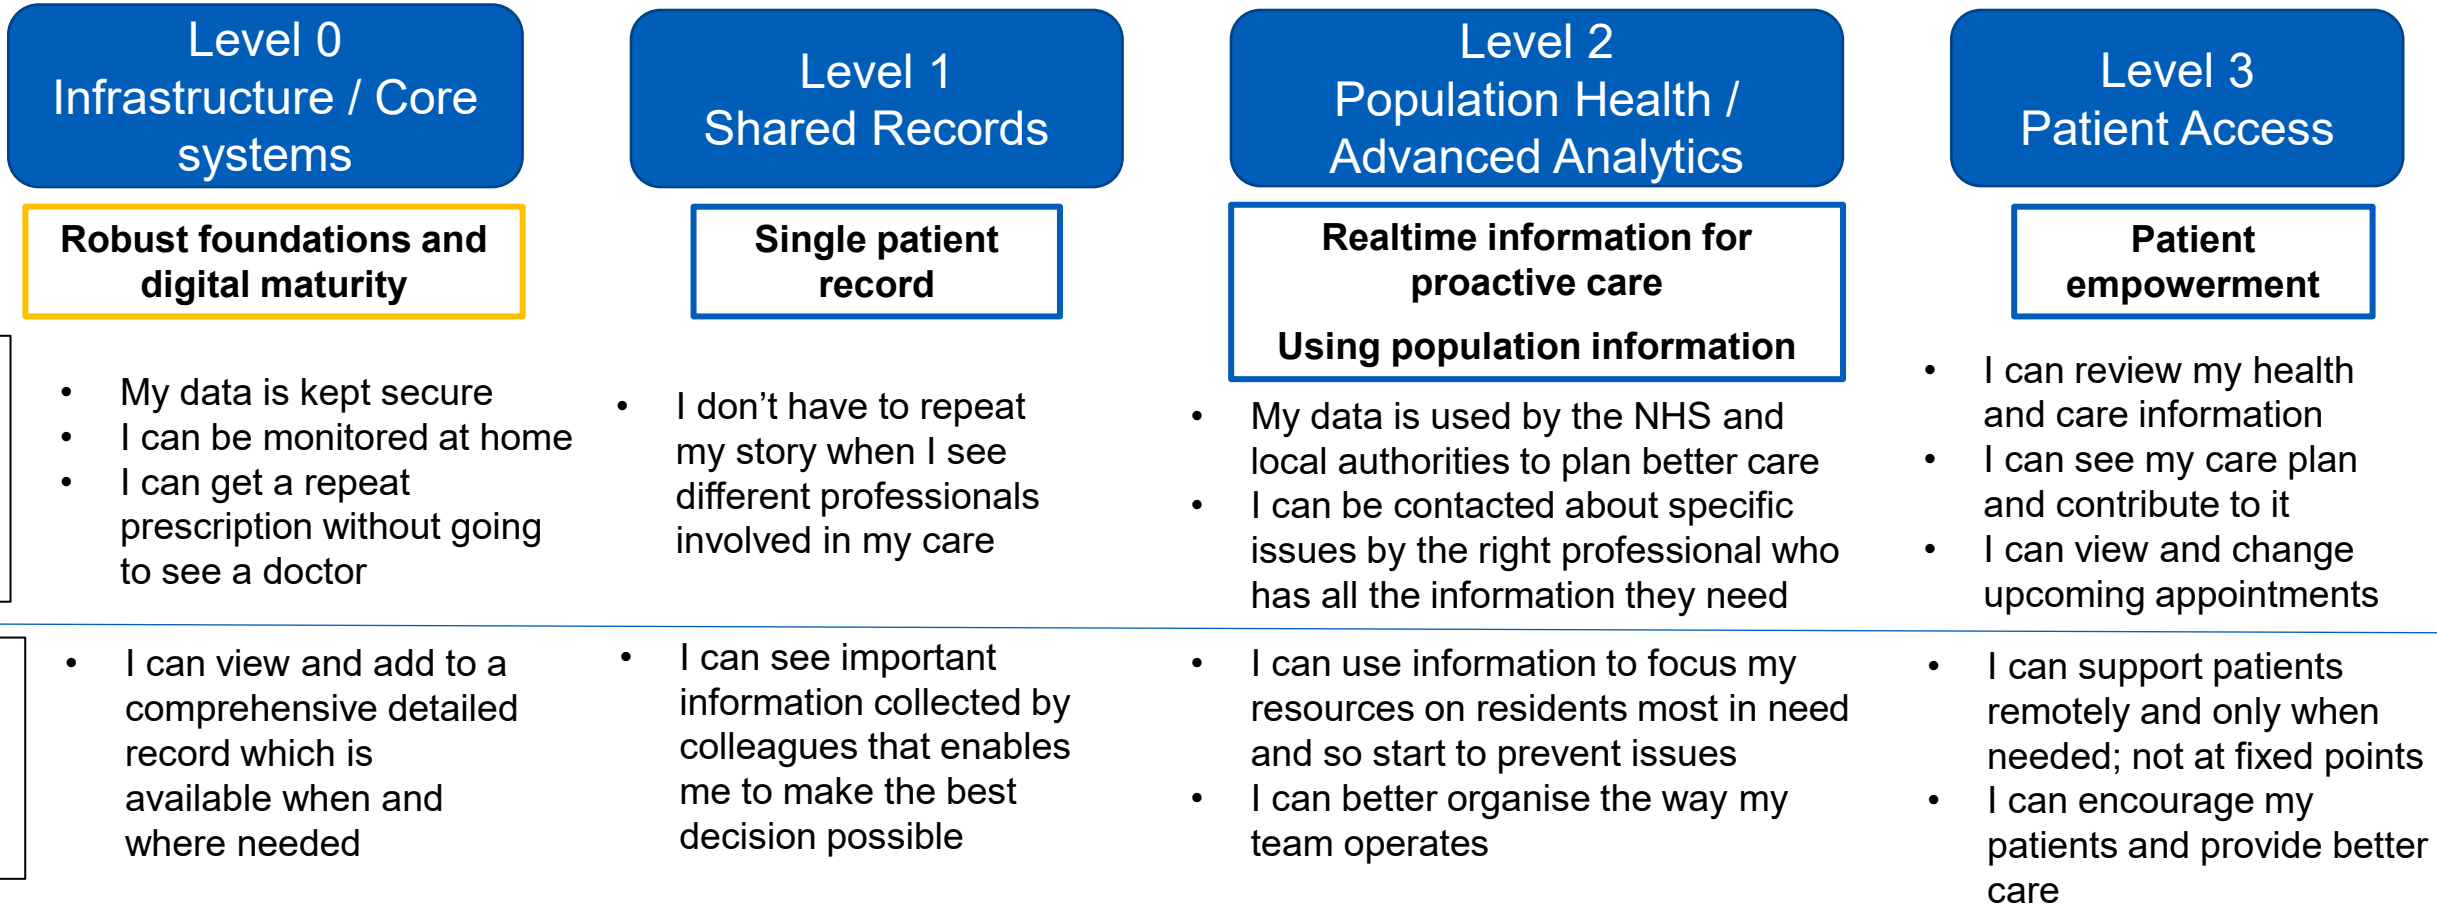 Level 0
Infrastructure / Core
systems
Level 1
Shared Records
Level 2
Population Health /
Advanced Analytics
Level 3
Patient Access
Robust foundations and
digital maturity
Single patient
record
Realtime information for
proactive care
Using population information
Patient
empowerment
• My data is kept secure
• I can be monitored at home
• I can get a repeat
prescription without going
to see a doctor
• I don’t have to repeat
my story when I see
different professionals
involved in my care
• My data is used by the NHS and
local authorities to plan better care
• I can be contacted about specific
issues by the right professional who
has all the information they need
• I can review my health
and care information
• I can see my care plan
and contribute to it
• I can view and change
upcoming appointments
• I can view and add to a
comprehensive detailed
record which is
available when and
where needed
• I can see important
information collected by
colleagues that enables
me to make the best
decision possible
• I can use information to focus my
resources on residents most in need
and so start to prevent issues
• I can better organise the way my
team operates
• I can support patients
remotely and only when
needed; not at fixed points
• I can encourage my
patients and provide better
care